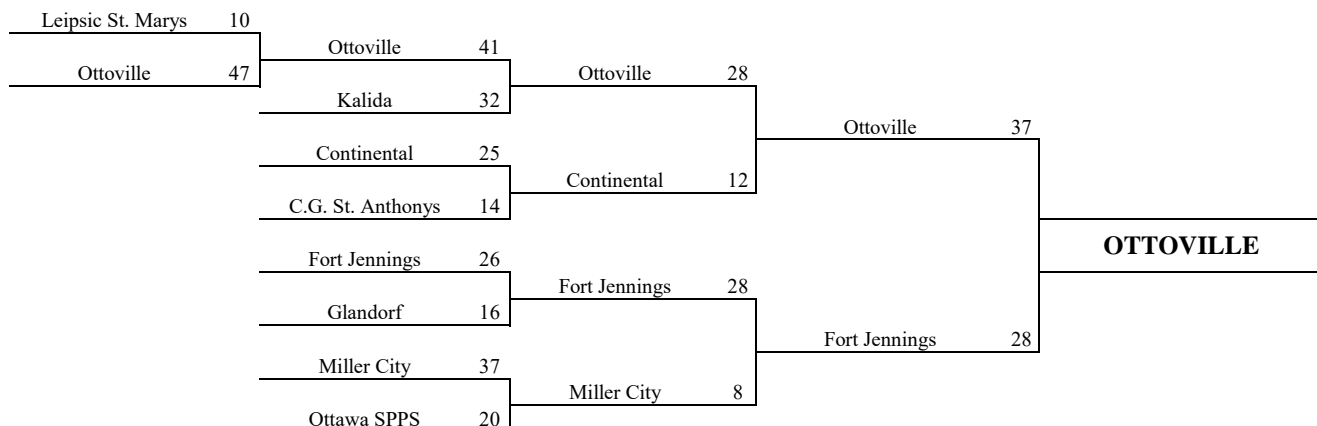 Leipsic St. Marys 10
Ottoville 41
Ottoville 47
Ottoville 28
Kalida 32
Ottoville 37
Continental 25
Continental 12
C.G. St. Anthonys 14
OTTOVILLE
Fort Jennings 26
Fort Jennings 28
Glandorf 16
Fort Jennings 28
Miller City 37
Miller City 8
Ottawa SPPS 20